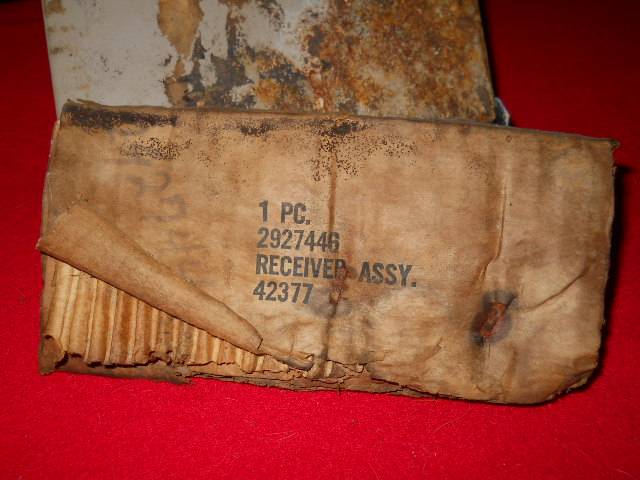 1 PC.
2927446
RECEIVER ASSY.
42377